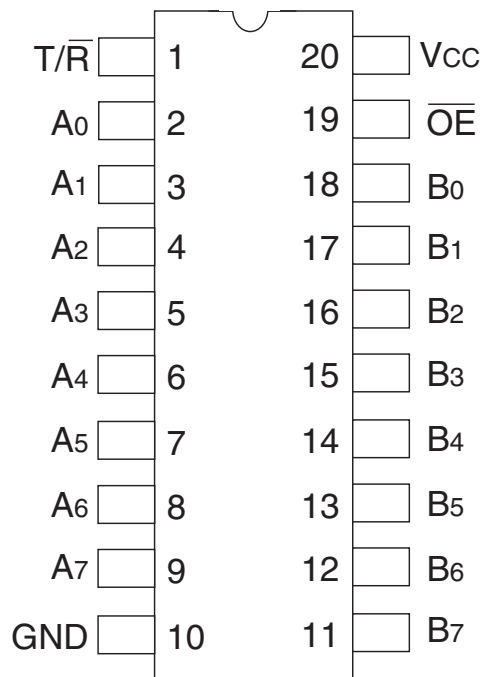 T/R̅ 1 20 VCC
A0 2 19 O̅E̅
A1 3 18 B0
A2 4 17 B1
A3 5 16 B2
A4 6 15 B3
A5 7 14 B4
A6 8 13 B5
A7 9 12 B6
GND 10 11 B7